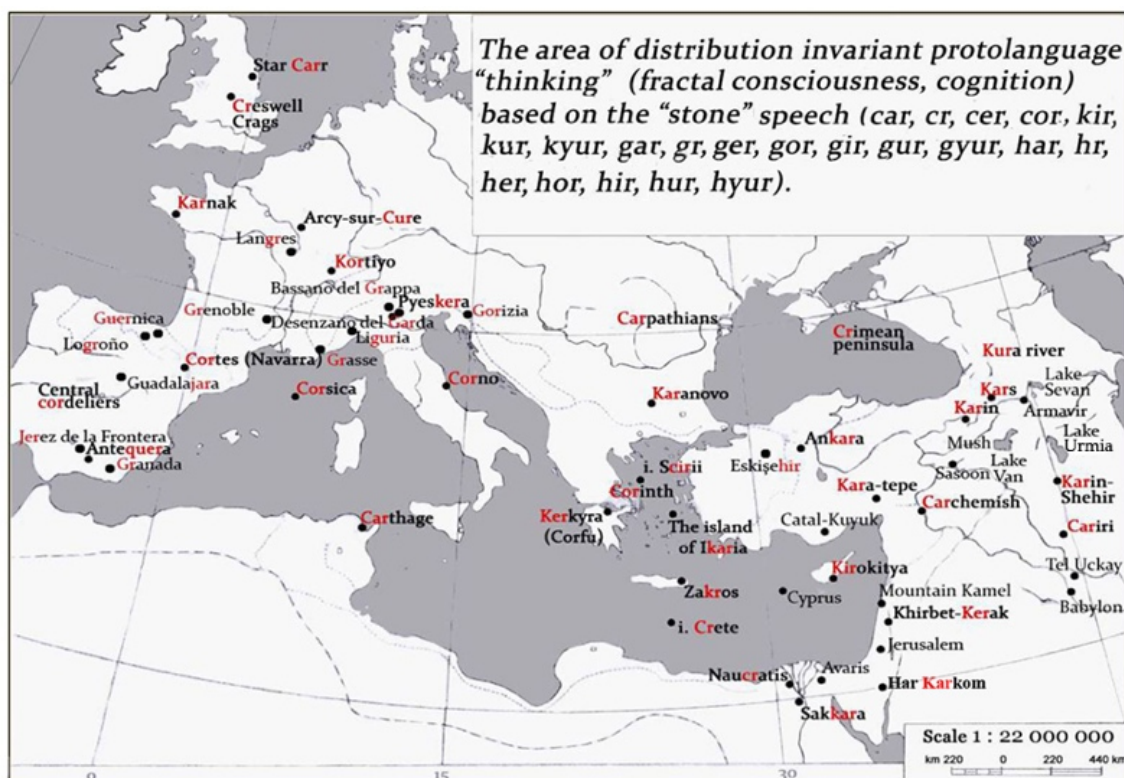 The area of distribution invariant protolanguage
“thinking” (fractal consciousness, cognition)
based on the “stone” speech (car, cr, cer, cor, kir,
kur, kyur, gar, gr, ger, gor, gir, gur, gyur, har, hr,
her, hor, hir, hur, hyur).
Star Carr
Creswell
Crags
Karnak
Arcy-sur-Cure
Langres
Kortiyo
Bassano del Grappa
Pyeskera
Grenoble
Desenzano del Garda
Gorizia
Guernica
Liguria
Logroño
Cortes (Navarra)
Grasse
Guadalajara
Corsica
Corno
Central
cordeliers
Jerez de la Frontera
Antequera
Granada
Carpathians
Crimean
peninsula
Kura river
Karanovo
Kars
Lake
Sevan
Karin
Armavir
Ankara
Lake
Urmia
Mush
Eskişehir
i. Scirii
Sasoon
Lake
Van
Corinth
Kara-tepe
Karin-
Shehir
Carchemish
Carthage
Kerkyra
(Corfu)
The island
of Ikaria
Catal-Kuyuk
Cariri
Kirokitya
Tel Uckay
Zakros
Cyprus
Mountain Kamel
Babylon
Khirbet-Kerak
i. Crete
Jerusalem
Naucratis
Avaris
Har Karkom
Sakkara
Scale 1 : 22 000 000
km 220 0 220 440 km
0
15
30